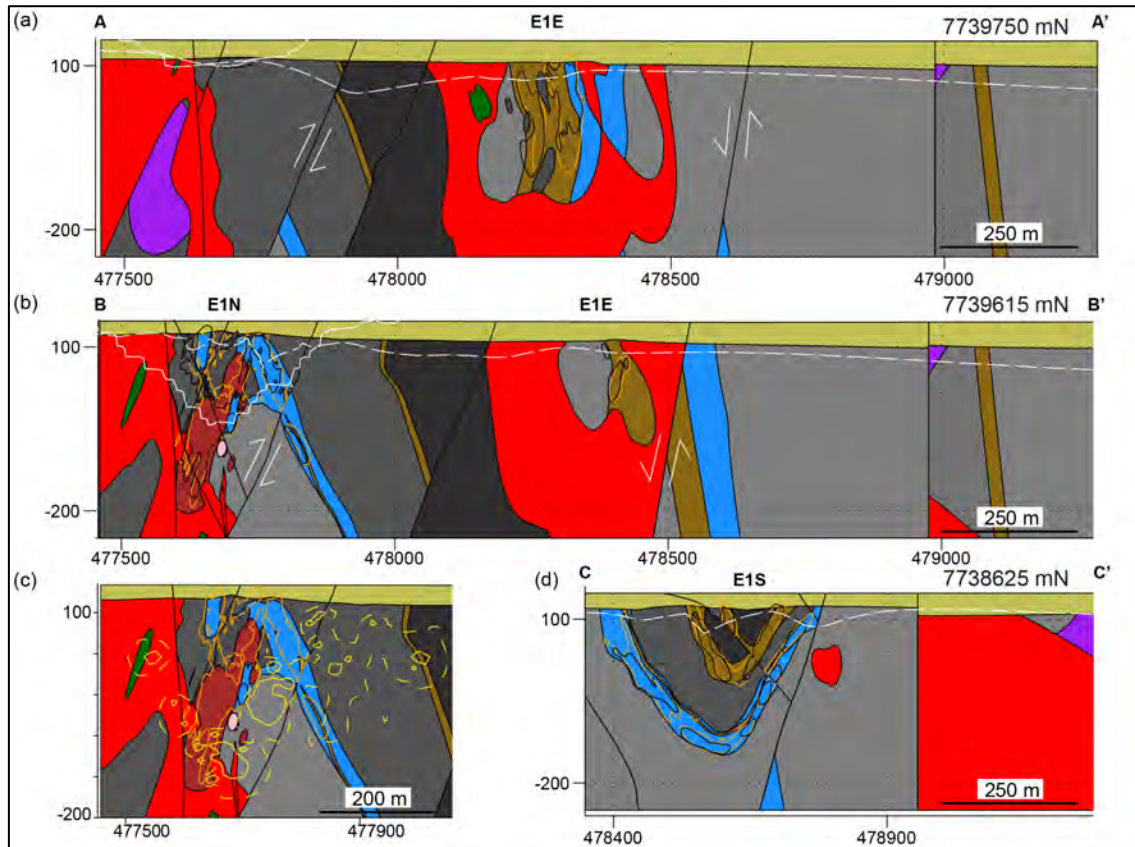 (a) A E1E 7739750 mN A'
100
-200
250 m
477500 478000 478500 479000
(b) B E1N E1E 7739615 mN B'
100
-200
250 m
477500 478000 478500 479000
(c) (d) C E1S 7738625 mN C'
100 100
-200 -200
200 m 250 m
477500 477900 478400 478900